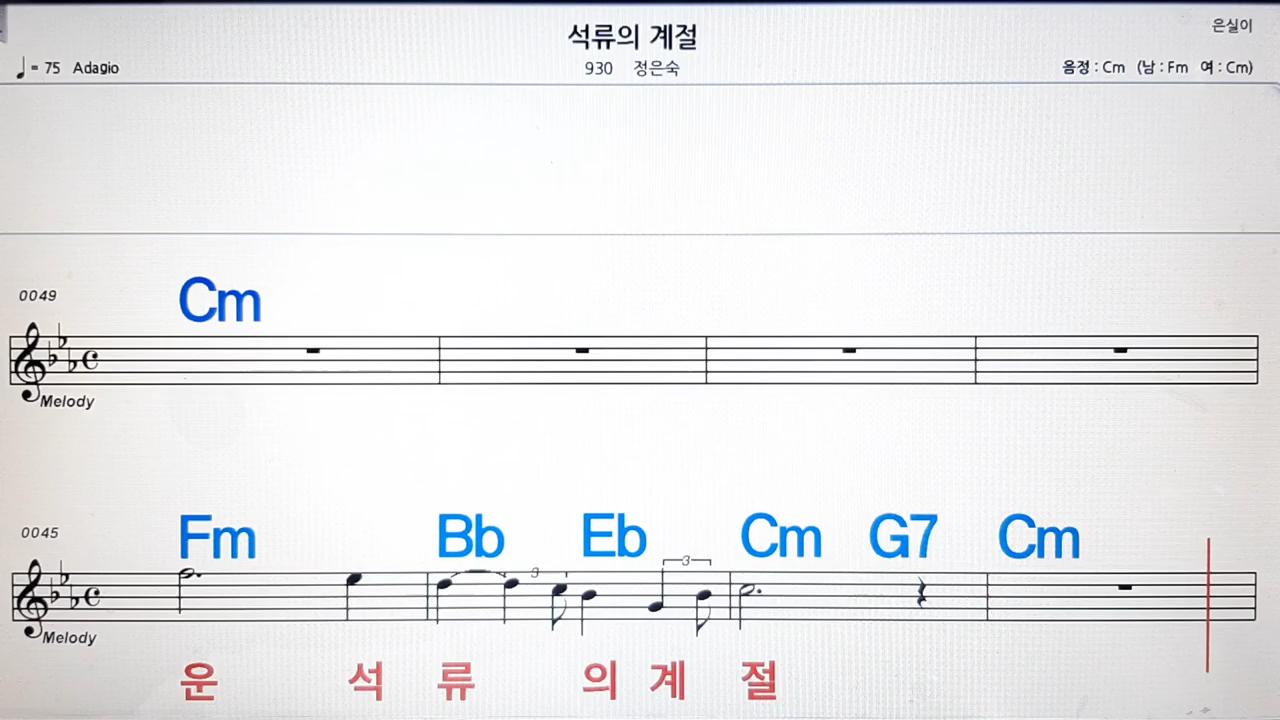 석류의 계절
은실이
♩= 75 Adagio
930 정은숙
음정 : Cm (남 : Fm 여 : Cm)
0049
Cm
Melody
0045
Fm Bb Eb Cm G7 Cm
3 3
Melody
운 석 류 의 계 절